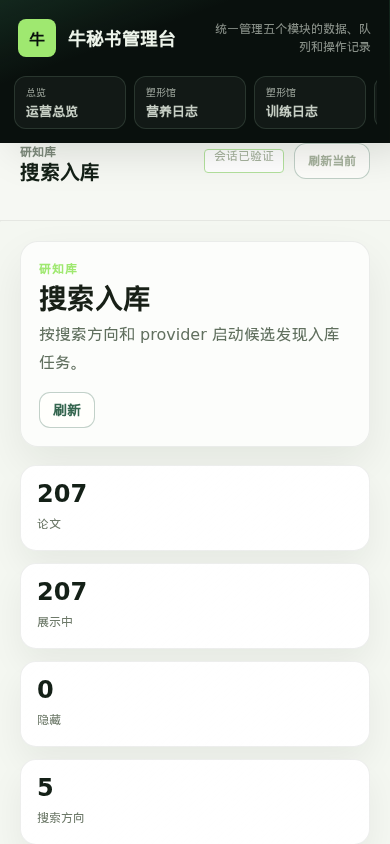 牛
牛秘书管理台
统一管理五个模块的数据、队
列和操作记录
总览
运营总览
塑形馆
营养日志
塑形馆
训练日志
研知库
搜索入库
会话已验证
刷新当前
研知库
搜索入库
按搜索方向和 provider 启动候选发现入库
任务。
刷新
207
论文
207
展示中
0
隐藏
5
搜索方向